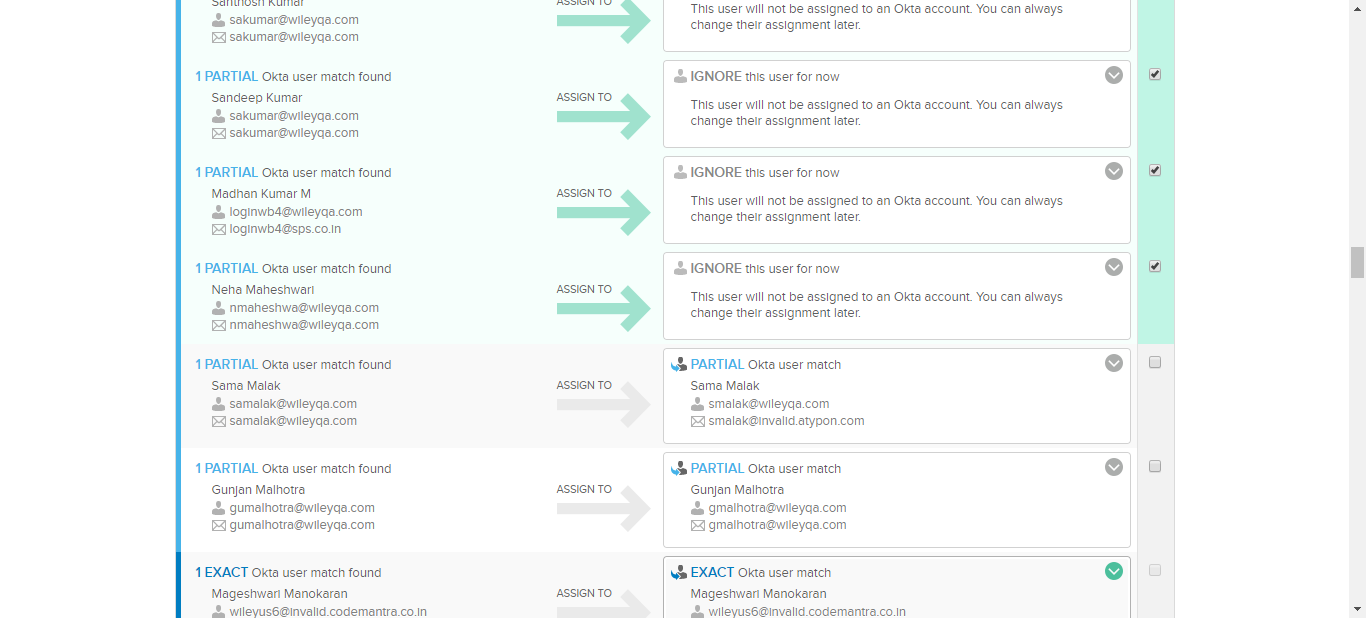 Santhosh Kumar
sakumar@wileyqa.com
sakumar@wileyqa.com
ASSIGN TO
This user will not be assigned to an Okta account. You can always
change their assignment later.
1 PARTIAL Okta user match found
Sandeep Kumar
sakumar@wileyqa.com
sakumar@wileyqa.com
ASSIGN TO
IGNORE this user for now
This user will not be assigned to an Okta account. You can always
change their assignment later.
1 PARTIAL Okta user match found
Madhan Kumar M
loginwb4@wileyqa.com
loginwb4@sps.co.in
ASSIGN TO
IGNORE this user for now
This user will not be assigned to an Okta account. You can always
change their assignment later.
1 PARTIAL Okta user match found
Neha Maheshwari
nmaheshwa@wileyqa.com
nmaheshwa@wileyqa.com
ASSIGN TO
IGNORE this user for now
This user will not be assigned to an Okta account. You can always
change their assignment later.
1 PARTIAL Okta user match found
Sama Malak
samalak@wileyqa.com
samalak@wileyqa.com
ASSIGN TO
PARTIAL Okta user match
Sama Malak
smalak@wileyqa.com
smalak@invalid.atypon.com
1 PARTIAL Okta user match found
Gunjan Malhotra
gumalhotra@wileyqa.com
gumalhotra@wileyqa.com
ASSIGN TO
PARTIAL Okta user match
Gunjan Malhotra
gmalhotra@wileyqa.com
gmalhotra@wileyqa.com
1 EXACT Okta user match found
Mageshwari Manokaran
wileyus6@invalid.codemantra.co.in
ASSIGN TO
EXACT Okta user match
Mageshwari Manokaran
wileyus6@invalid.codemantra.co.in